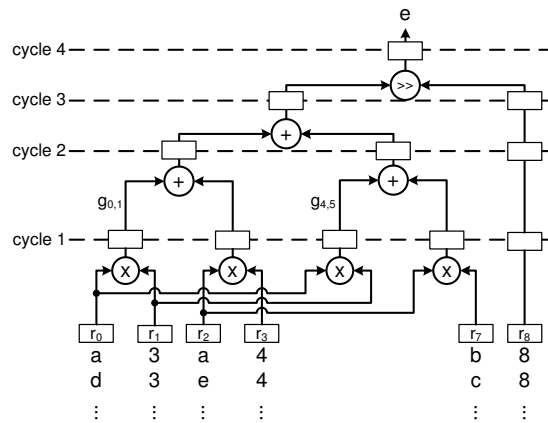 e
cycle 4
>>
cycle 3
+
cycle 2
+ +
g0,1 g4,5
cycle 1
x x x x
r0 r1 r2 r3 r7 r8
a 3 a 4 b 8
d 3 e 4 c 8
⋮ ⋮ ⋮ ⋮ ⋮ ⋮